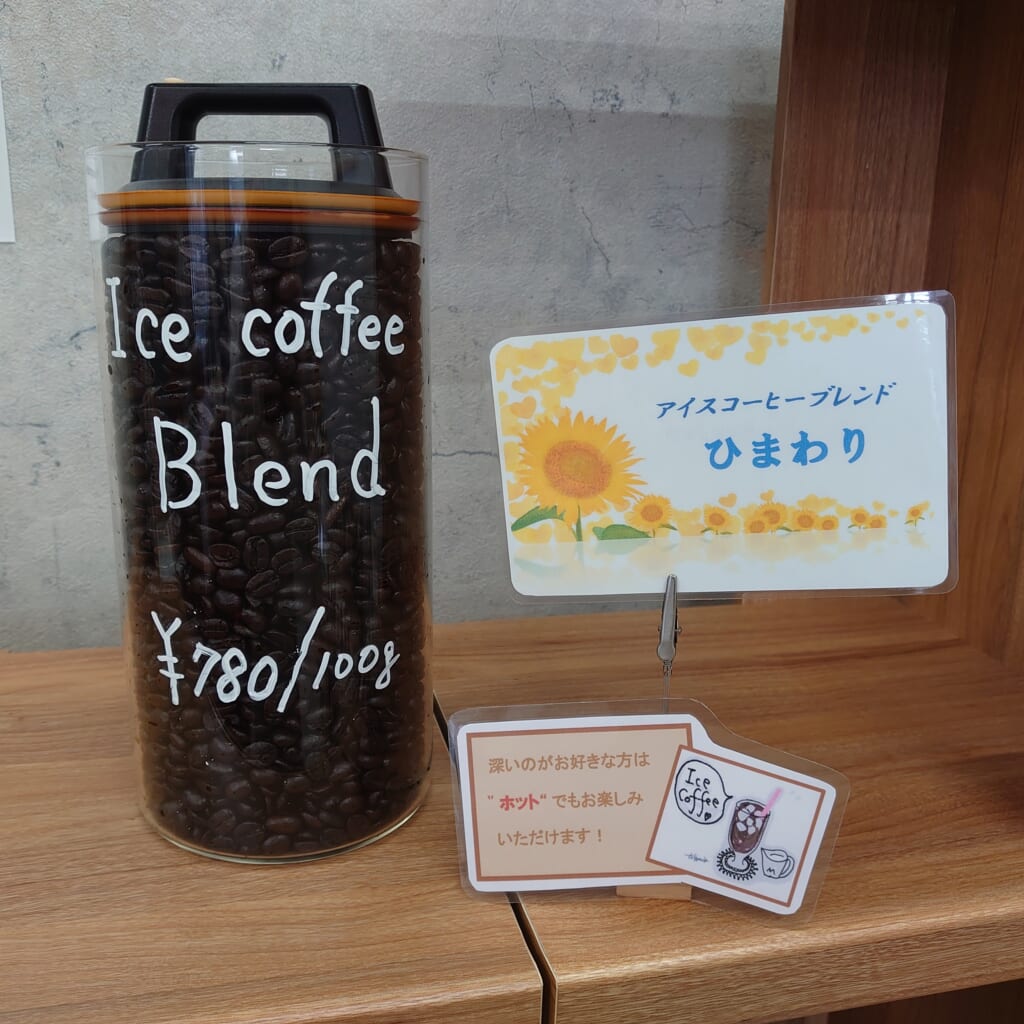 Ice coffee
Blend
¥780/100g
アイスコーヒーブレンド
ひまわり
深いのがお好きな方は
"ホット"でもお楽しみ
いただけます！
Ice
Coffee
M